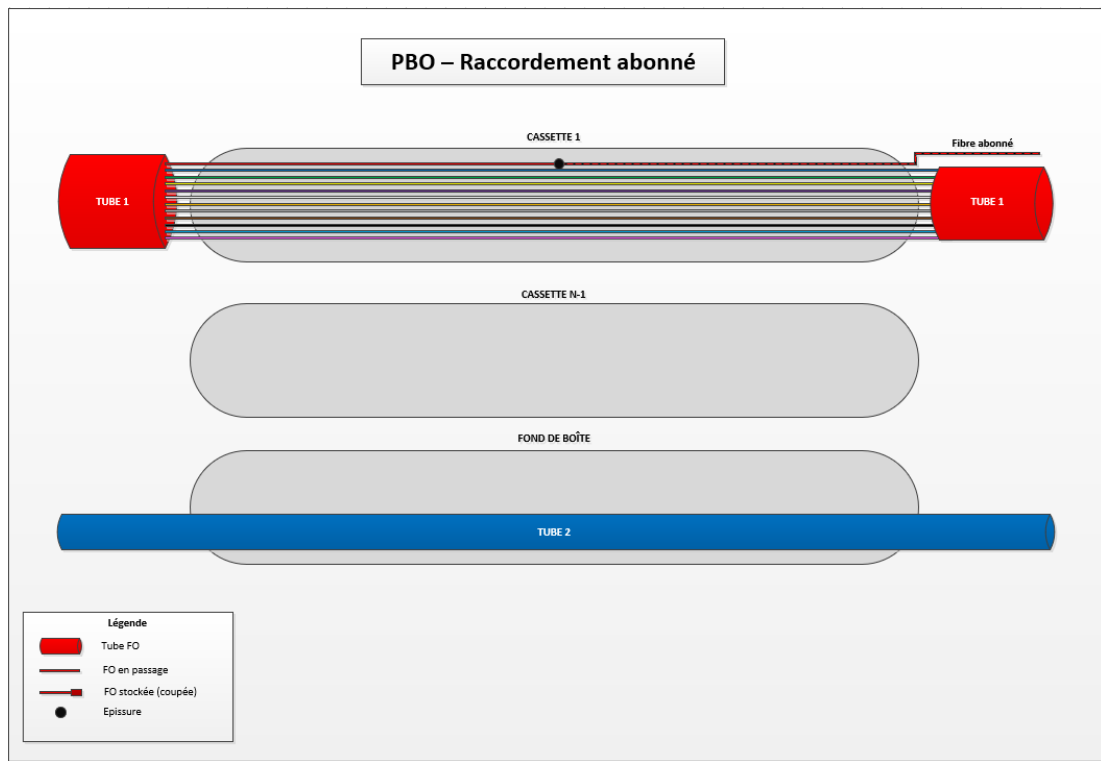 PBO – Raccordement abonné
CASSETTE 1
Fibre abonné
TUBE 1
TUBE 1
CASSETTE N-1
FOND DE BOÎTE
TUBE 2
Légende
Tube FO
FO en passage
FO stockée (coupée)
Epissure